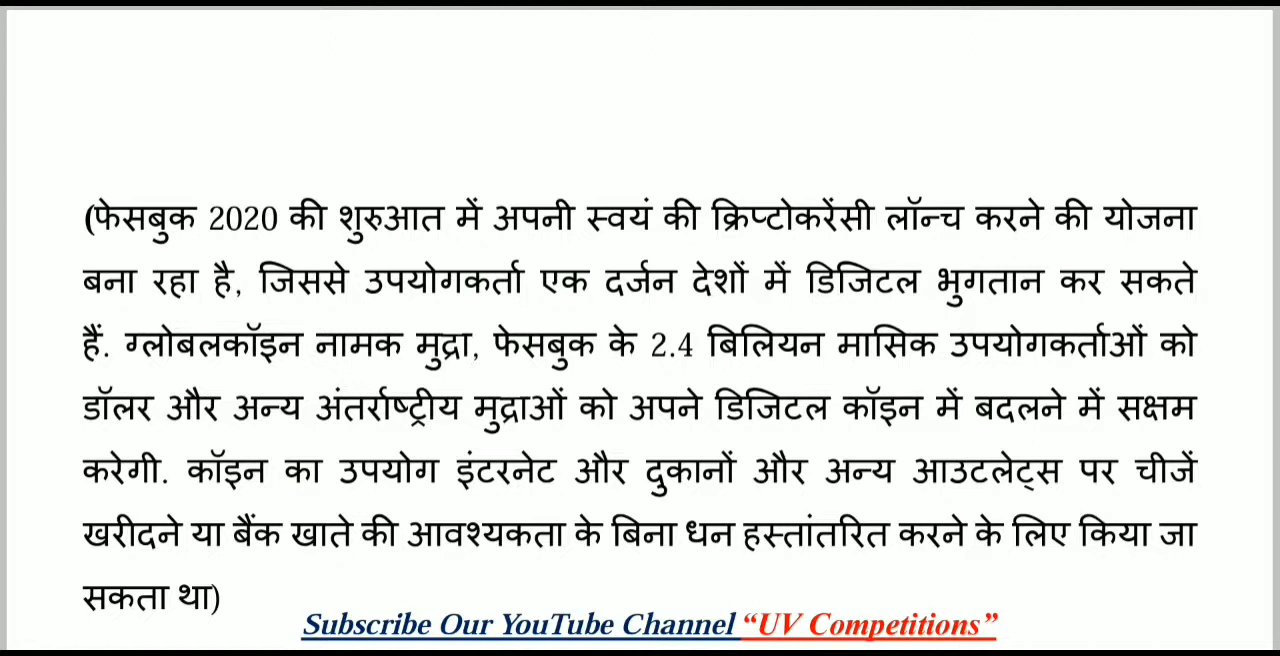 (फेसबुक 2020 की शुरुआत में अपनी स्वयं की क्रिप्टोकरेंसी लॉन्च करने की योजना
बना रहा है, जिससे उपयोगकर्ता एक दर्जन देशों में डिजिटल भुगतान कर सकते
हैं. ग्लोबलकॉइन नामक मुद्रा, फेसबुक के 2.4 बिलियन मासिक उपयोगकर्ताओं को
डॉलर और अन्य अंतर्राष्ट्रीय मुद्राओं को अपने डिजिटल कॉइन में बदलने में सक्षम
करेगी. कॉइन का उपयोग इंटरनेट और दुकानों और अन्य आउटलेट्स पर चीजें
खरीदने या बैंक खाते की आवश्यकता के बिना धन हस्तांतरित करने के लिए किया जा
सकता था)
Subscribe Our YouTube Channel “UV Competitions”